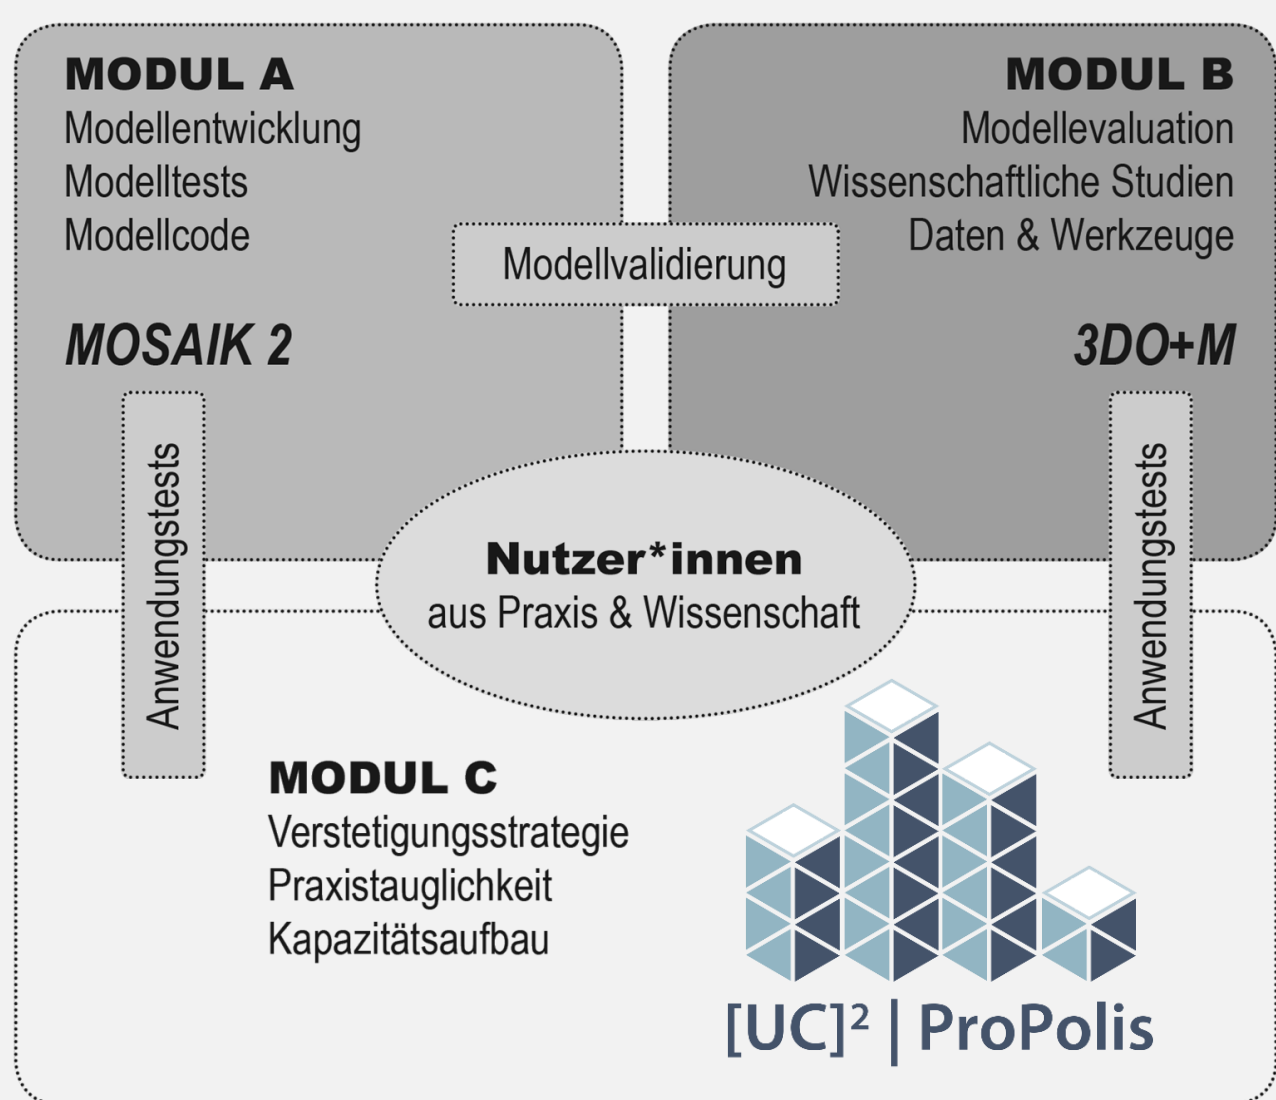 MODUL A
Modellentwicklung
Modelltests
Modellcode
MOSAIK 2
MODUL B
Modellevaluation
Wissenschaftliche Studien
Daten & Werkzeuge
3DO+M
Modellvalidierung
Anwendungstests
Anwendungstests
Nutzer*innen
aus Praxis & Wissenschaft
MODUL C
Verstetigungsstrategie
Praxistauglichkeit
Kapazitätsaufbau
[UC]² | ProPolis